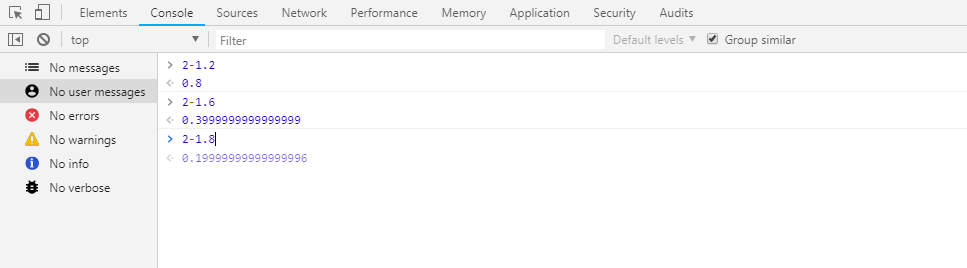 Elements Console Sources Network Performance Memory Application Security Audits
top ▼ Filter Default levels ▼ Group similar
No messages
No user messages
No errors
No warnings
No info
No verbose
> 2-1.2
0.8
> 2-1.6
0.3999999999999999
> 2-1.8
0.19999999999999996